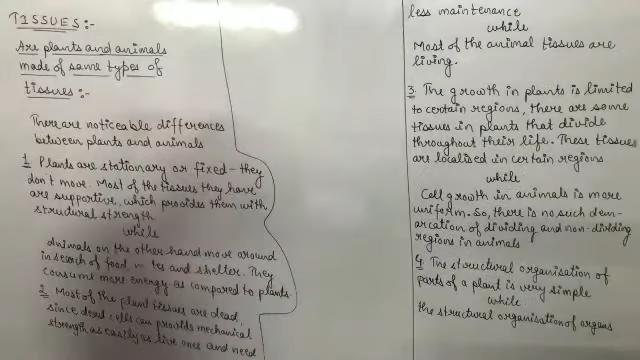 TISSUES:-
Are plants and animals
made of same types of
tissues:-
There are noticeable differences
between plants and animals
1. Plants are stationary or fixed - they
don't move. Most of the tissues they have
are supportive, which provides them with
structural strength
while
Animals on the other hand move around
in search of food, and shelter. They
consume more energy as compared to plants
2. Most of the plant tissues are dead,
since dead cells can provide mechanical
strength as easily as live ones and need
less maintenance
while
Most of the animal tissues are
living.
3. The growth in plants is limited
to certain regions, there are some
tissues in plants that divide
throughout their life. These tissues
are localised in certain regions
while
Cell growth in animals is more
uniform. So, there is no such dem-
arcation of dividing and non-dividing
regions in animals
4. The structural organisation of
parts of a plant is very simple
while
the structural organisation of organs